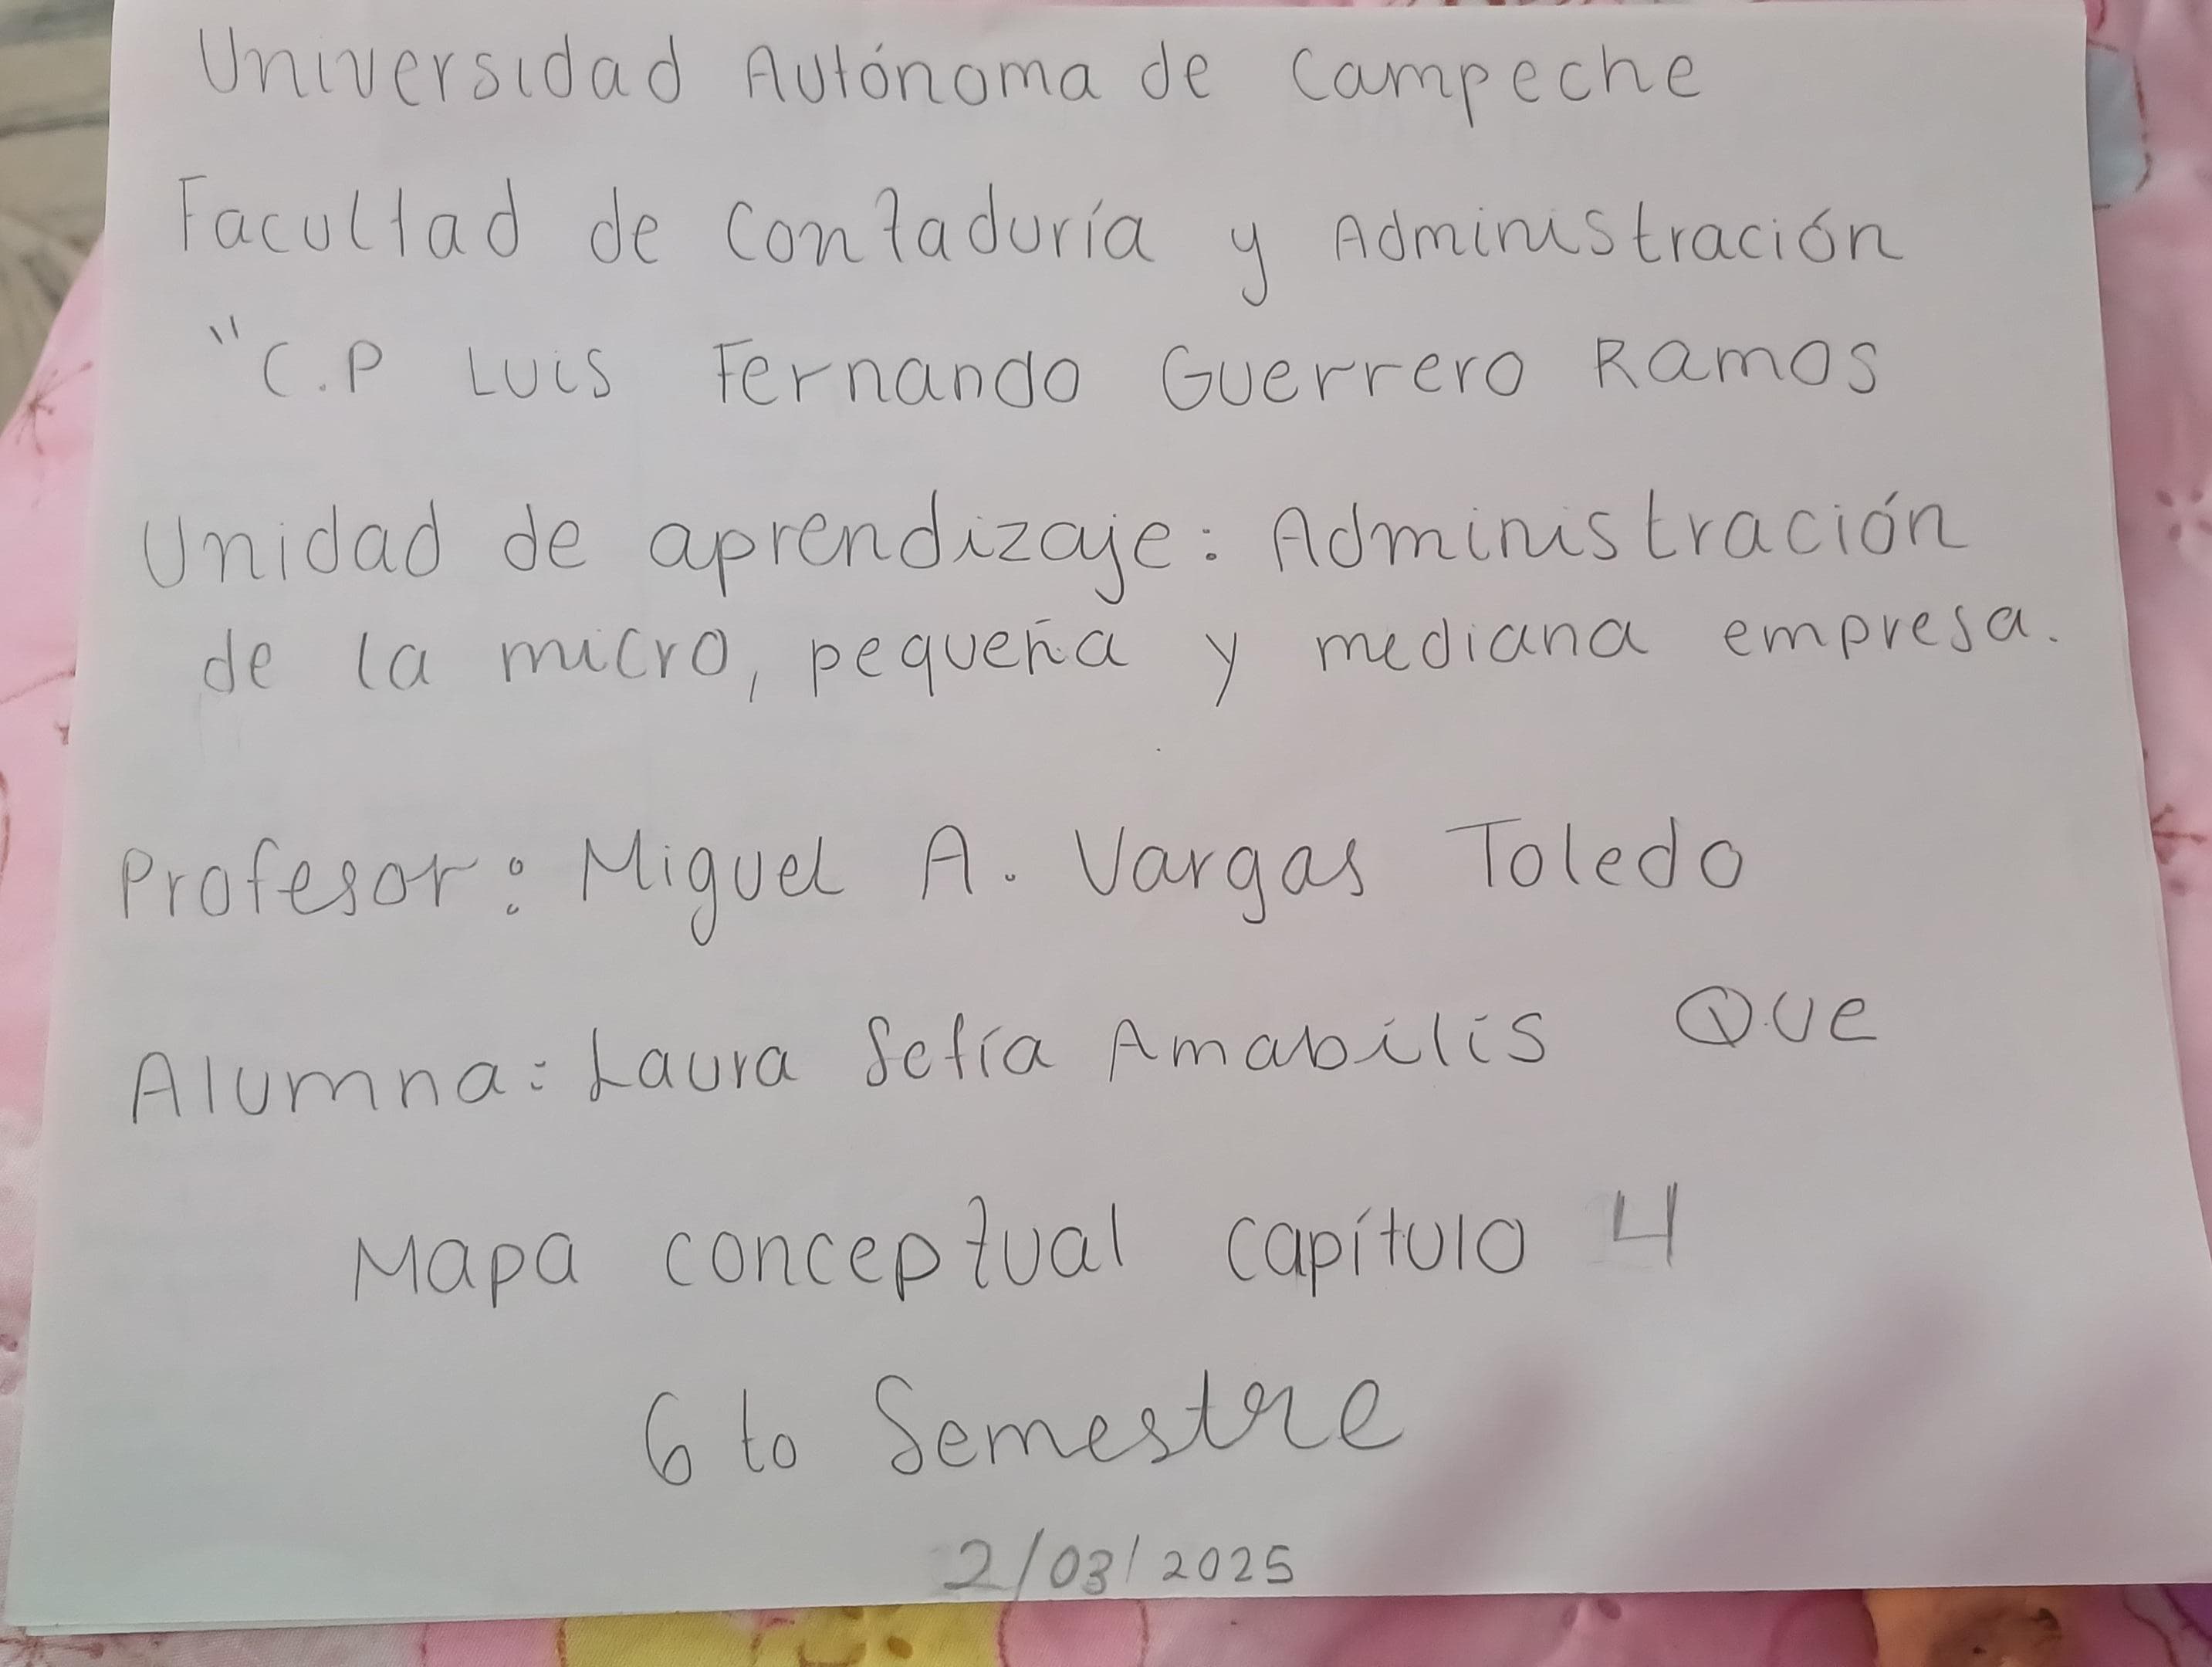 Universidad Autónoma de Campeche
Facultad de Contaduría y Administración
"C.P Luis Fernando Guerrero Ramos
Unidad de aprendizaje: Administración
de la micro, pequeña y mediana empresa.
Profesor: Miguel A. Vargas Toledo
Alumna: Laura Sofía Amabilis Que
Mapa conceptual capítulo 4
6 to Semestre
2/03/2025